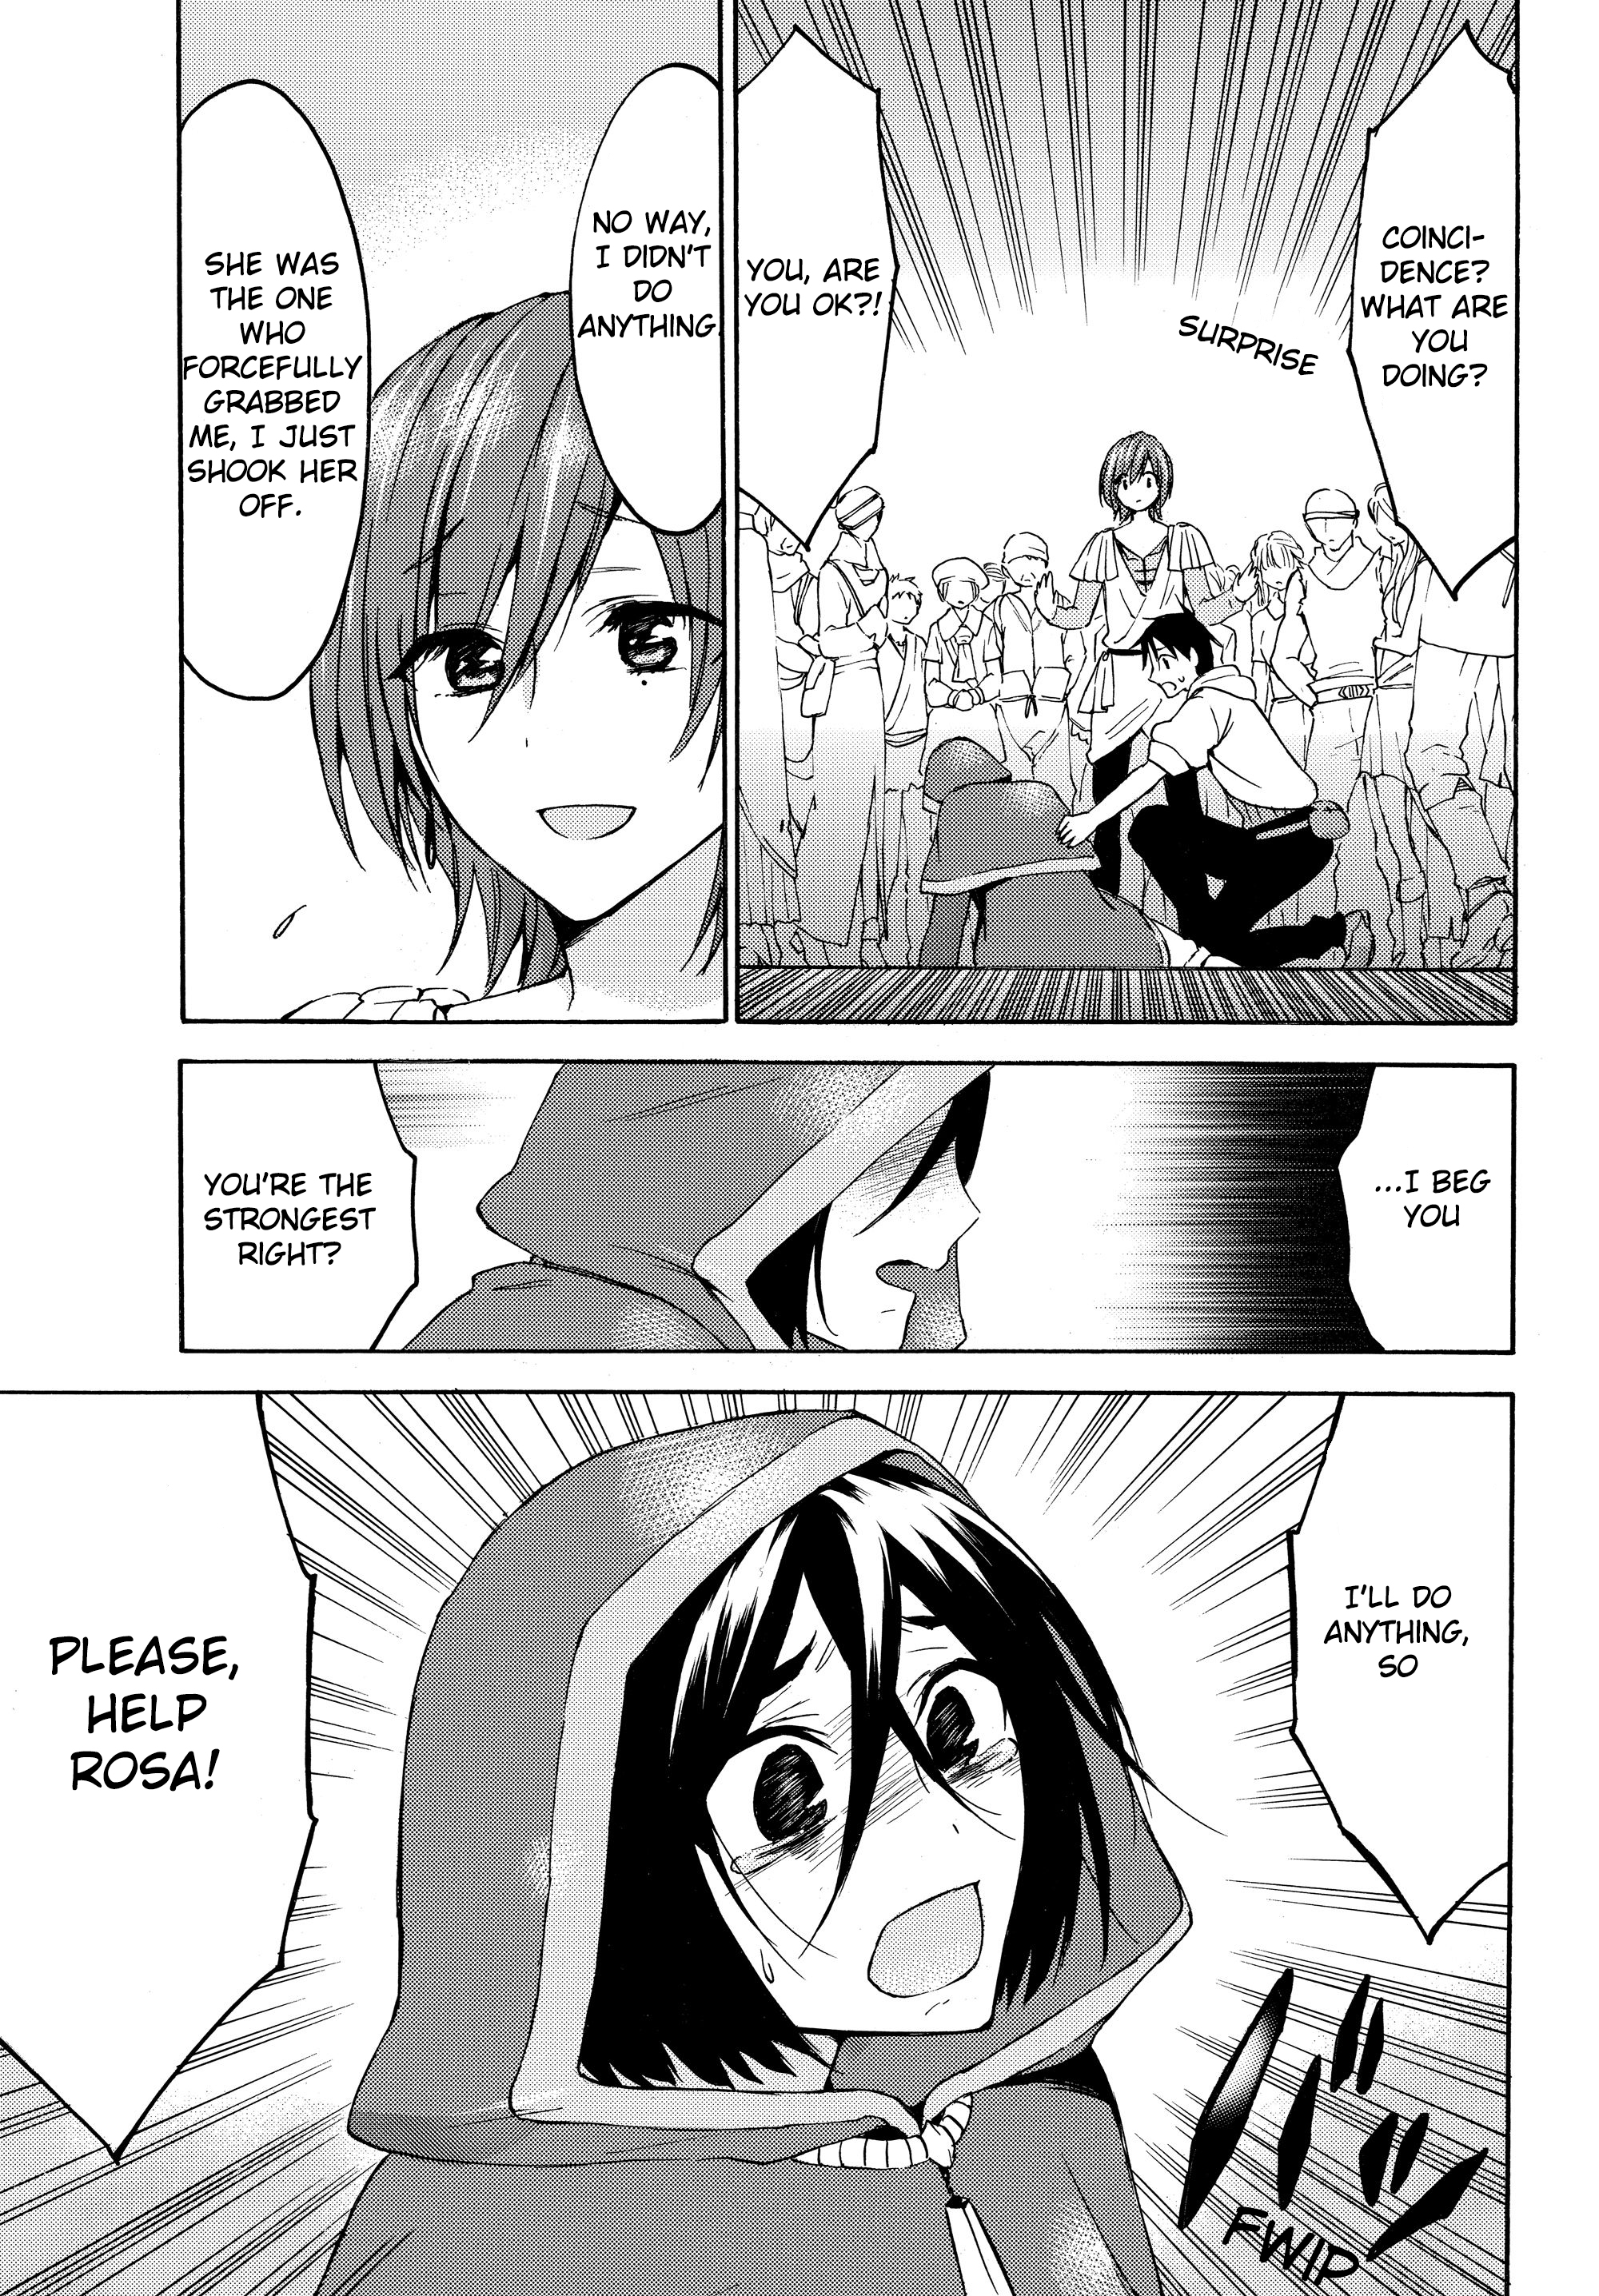 COINCI-
DENCE?
WHAT ARE
YOU
DOING?
SURPRISE
YOU, ARE
YOU OK?!
NO WAY,
I DIDN'T
DO
ANYTHING.
SHE WAS
THE ONE
WHO
FORCEFULLY
GRABBED
ME, I JUST
SHOOK HER
OFF.
...I BEG
YOU
YOU'RE THE
STRONGEST
RIGHT?
I'LL DO
ANYTHING,
SO
PLEASE,
HELP
ROSA!
バッ
FWIP